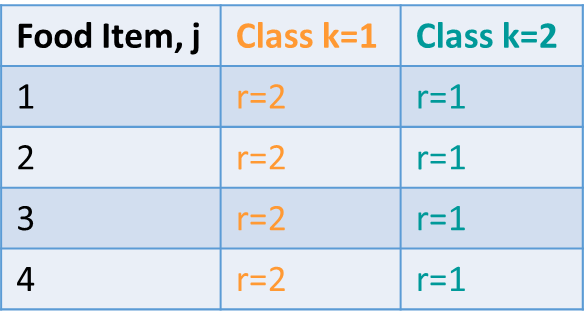 Food Item, j Class k=1 Class k=2
1 r=2 r=1
2 r=2 r=1
3 r=2 r=1
4 r=2 r=1